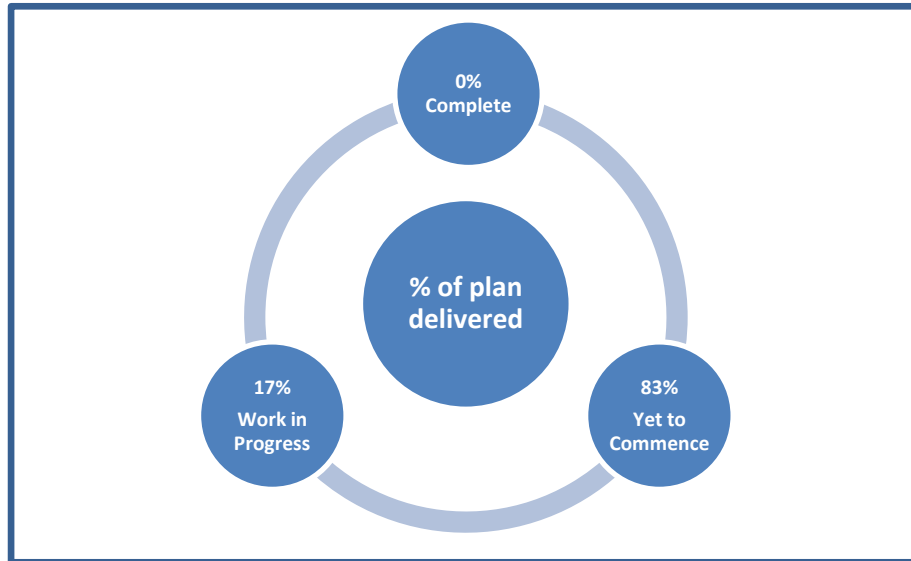 0%
Complete
% of plan
delivered
17%
Work in
Progress
83%
Yet to
Commence